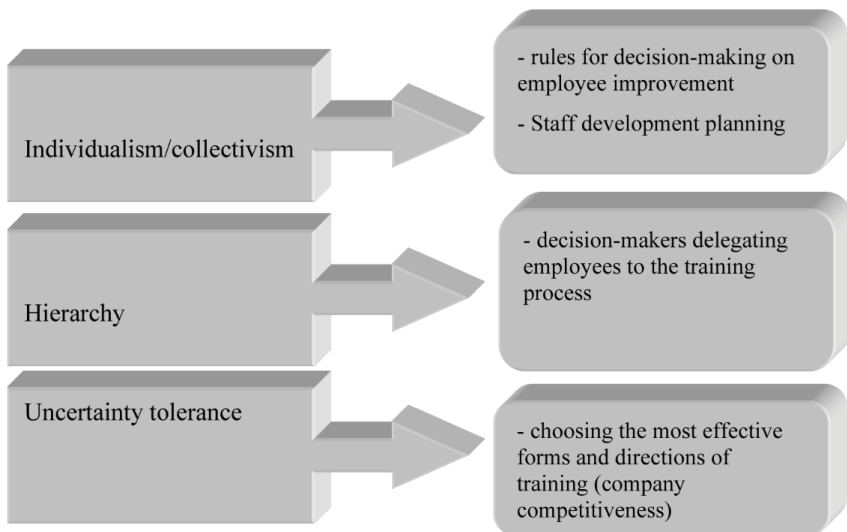 Individualism/collectivism
- rules for decision-making on
employee improvement
- Staff development planning
Hierarchy
- decision-makers delegating
employees to the training
process
Uncertainty tolerance
- choosing the most effective
forms and directions of
training (company
competitiveness)